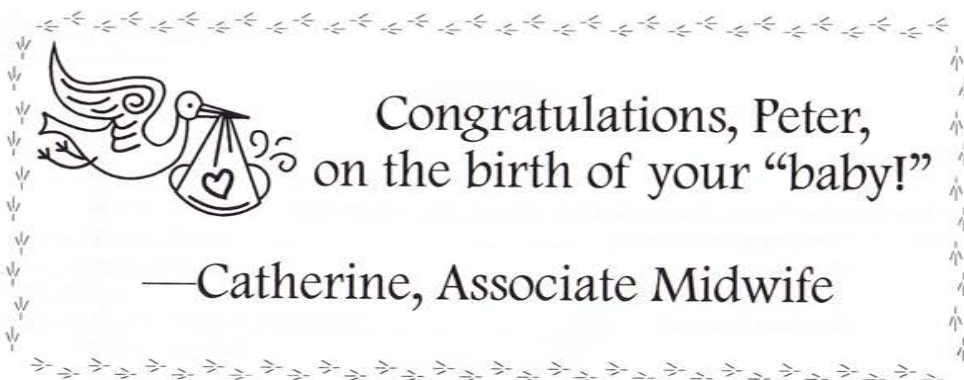 Congratulations, Peter,
on the birth of your “baby!”
—Catherine, Associate Midwife